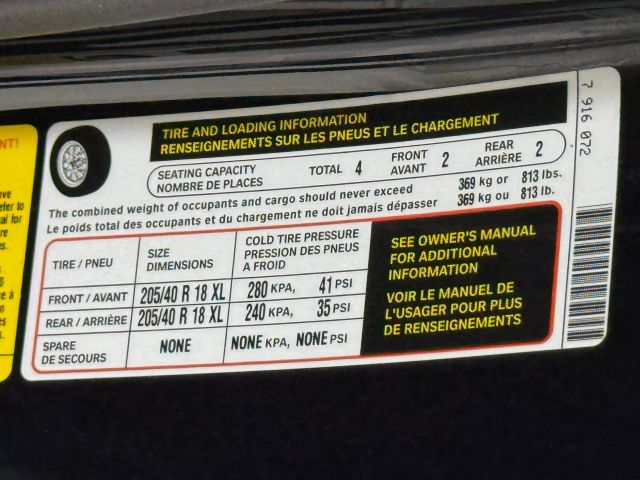 TIRE AND LOADING INFORMATION
RENSEIGNEMENTS SUR LES PNEUS ET LE CHARGEMENT
SEATING CAPACITY
NOMBRE DE PLACES
TOTAL 4
FRONT
AVANT 2
REAR
ARRIÈRE 2
The combined weight of occupants and cargo should never exceed 369 kg or 813 lbs.
Le poids total des occupants et du chargement ne doit jamais dépasser 369 kg ou 813 lb.
TIRE / PNEU
SIZE
DIMENSIONS
COLD TIRE PRESSURE
PRESSION DES PNEUS
A FROID
FRONT / AVANT 205/40 R 18 XL 280 KPA, 41 PSI
REAR / ARRIÈRE 205/40 R 18 XL 240 KPA, 35 PSI
SPARE
DE SECOURS
NONE NONE KPA, NONE PSI
SEE OWNER'S MANUAL
FOR ADDITIONAL
INFORMATION
VOIR LE MANUEL DE
L'USAGER POUR PLUS
DE RENSEIGNEMENTS
7 916 072